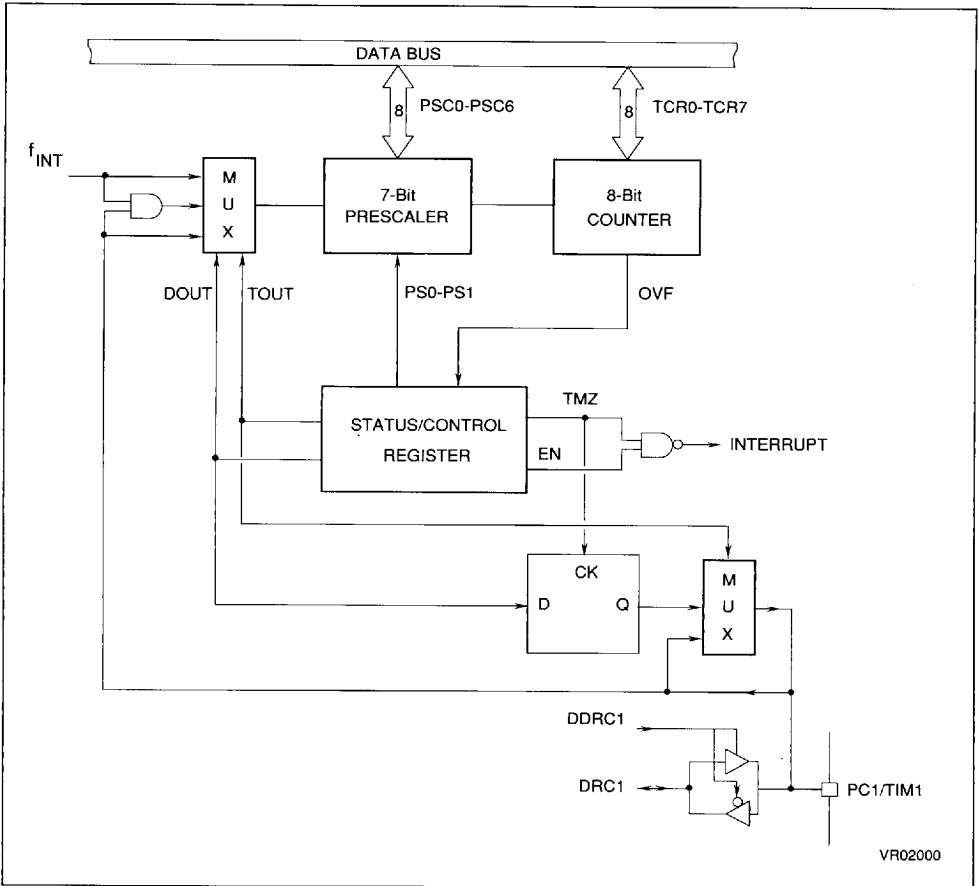 DATA BUS
8
PSC0-PSC6
8
TCR0-TCR7
fINT
M
U
X
7-Bit
PRESCALER
8-Bit
COUNTER
DOUT
TOUT
PS0-PS1
OVF
STATUS/CONTROL
REGISTER
TMZ
EN
INTERRUPT
CK
D
Q
M
U
X
DDRC1
DRC1
PC1/TIM1
VR02000